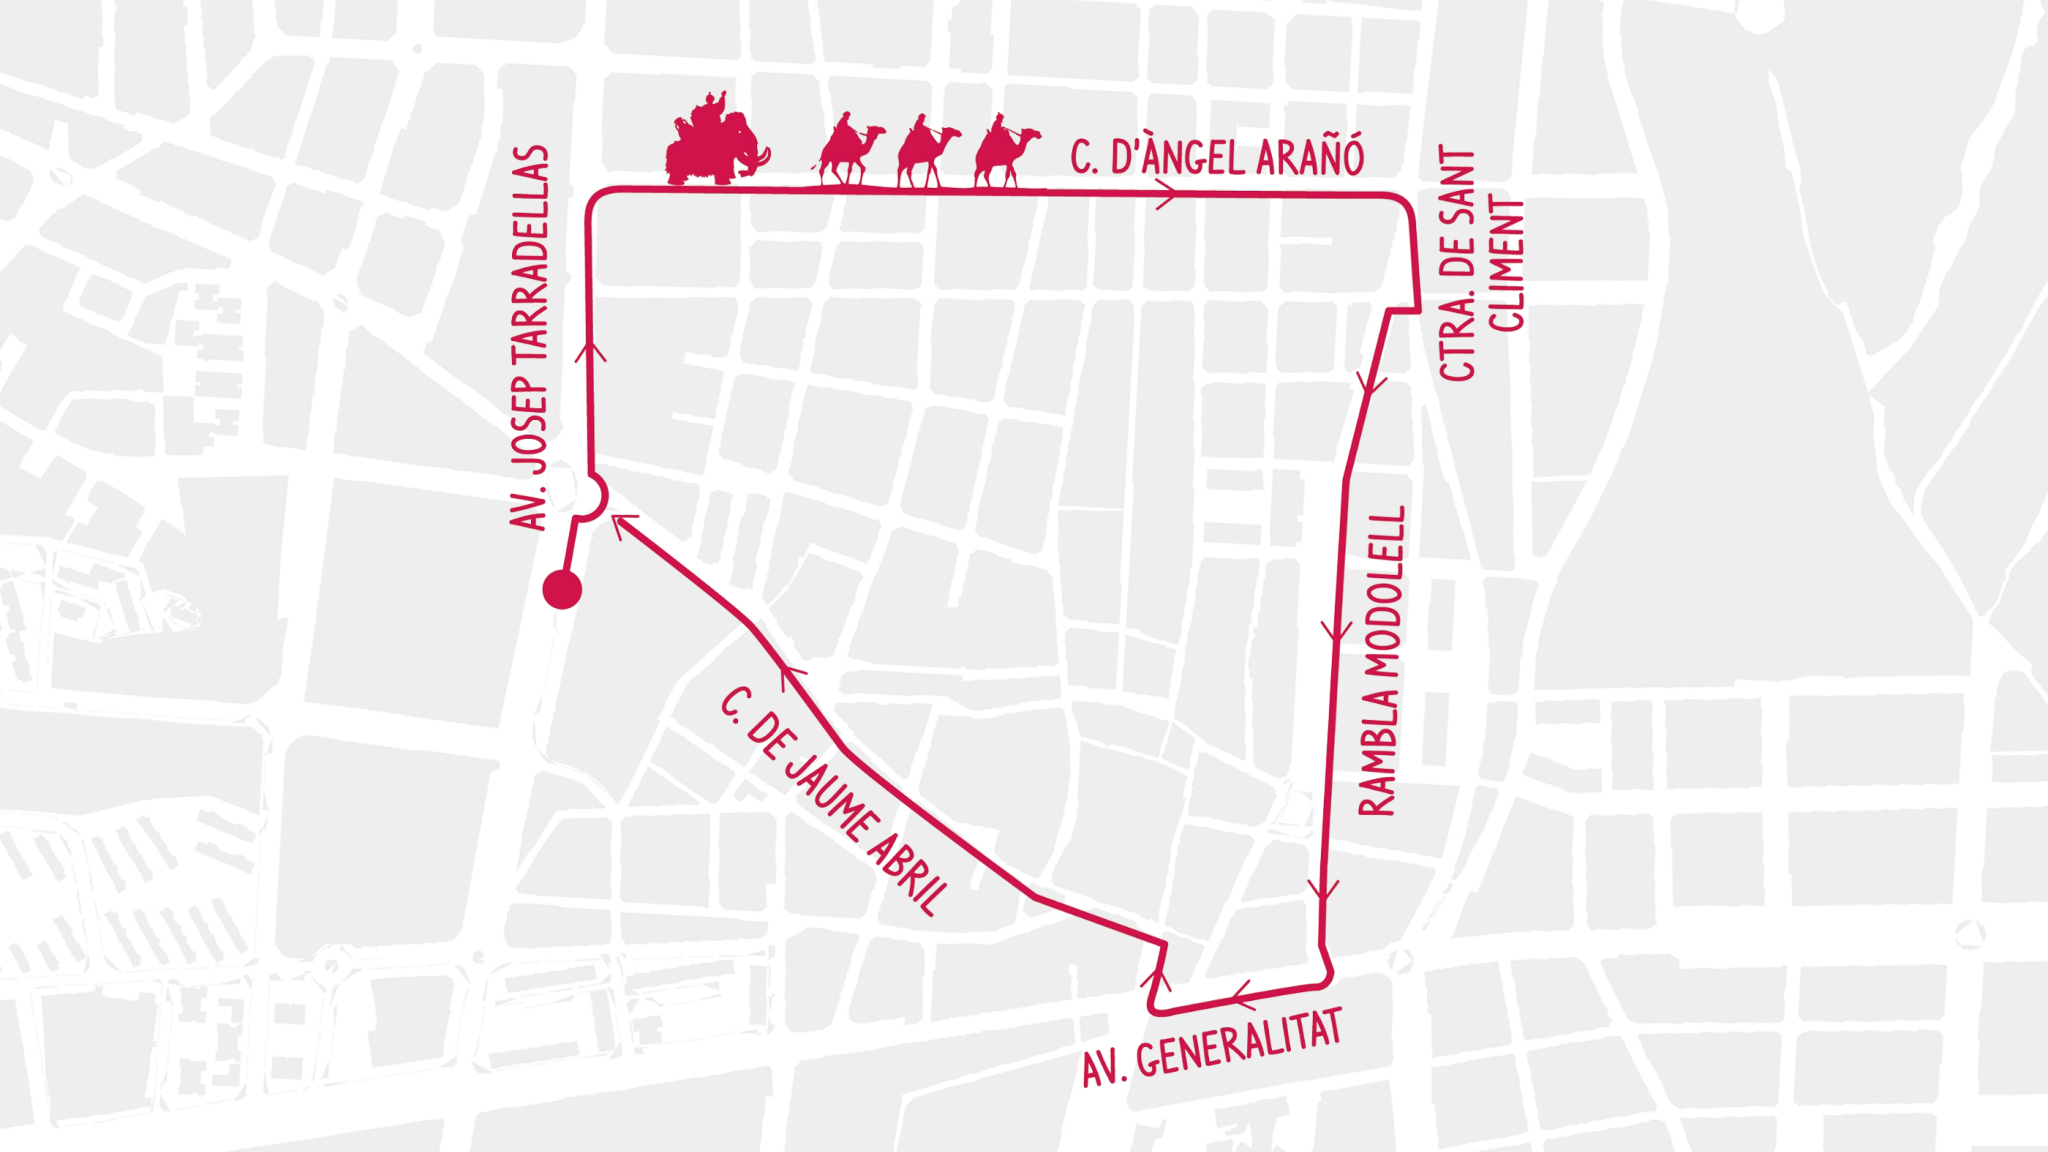 AV. JOSEP TARRADELLAS
C. D'ÀNGEL ARAÑÓ
CTRA. DE SANT
CLIMENT
RAMBLA MODOLELL
AV. GENERALITAT
C. DE JAUME ABRIL